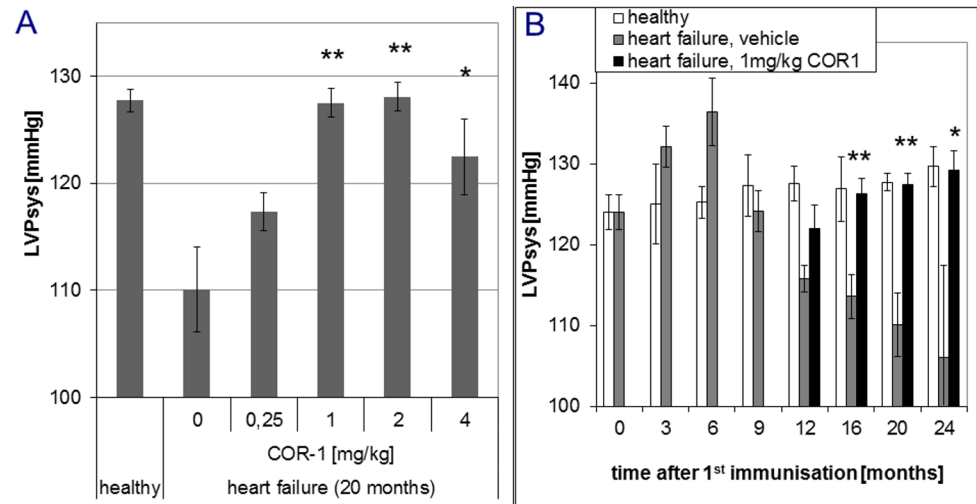 A
LVPsys [mmHg]
130
120
110
100
**
**
*
0
0,25
1
2
4
COR-1 [mg/kg]
healthy
heart failure (20 months)
B
healthy
heart failure, vehicle
heart failure, 1mg/kg COR1
LVPsys [mmHg]
140
130
120
110
100
**
**
*
0
3
6
9
12
16
20
24
time after 1st immunisation [months]